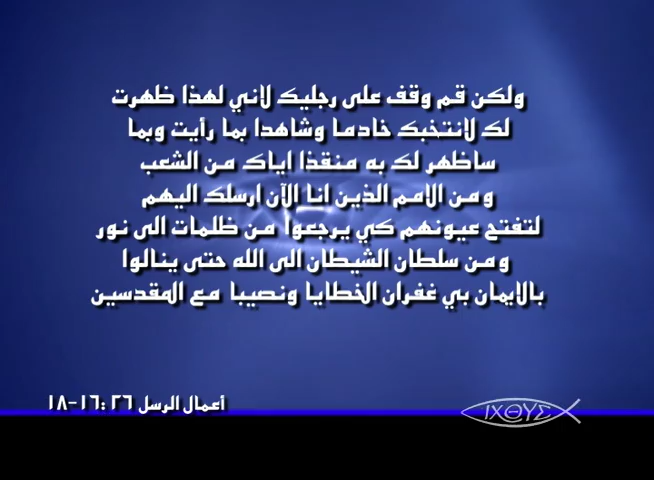 ولكن قم وقف على رجليك لاني لهذا ظهرت
لك لانتخبك خادما وشاهدا بما رأيت وبما
ساظهر لك به منقذا اياك من الشعب
ومن الامم الذين انا الآن ارسلك اليهم
لتفتح عيونهم كي يرجعوا من ظلمات الى نور
ومن سلطان الشيطان الى الله حتى ينالوا
بالايمان بي غفران الخطايا ونصيبا مع المقدسين
أعمال الرسل ٢٦ :١٦-١٨
ΙΧΘΥΣ